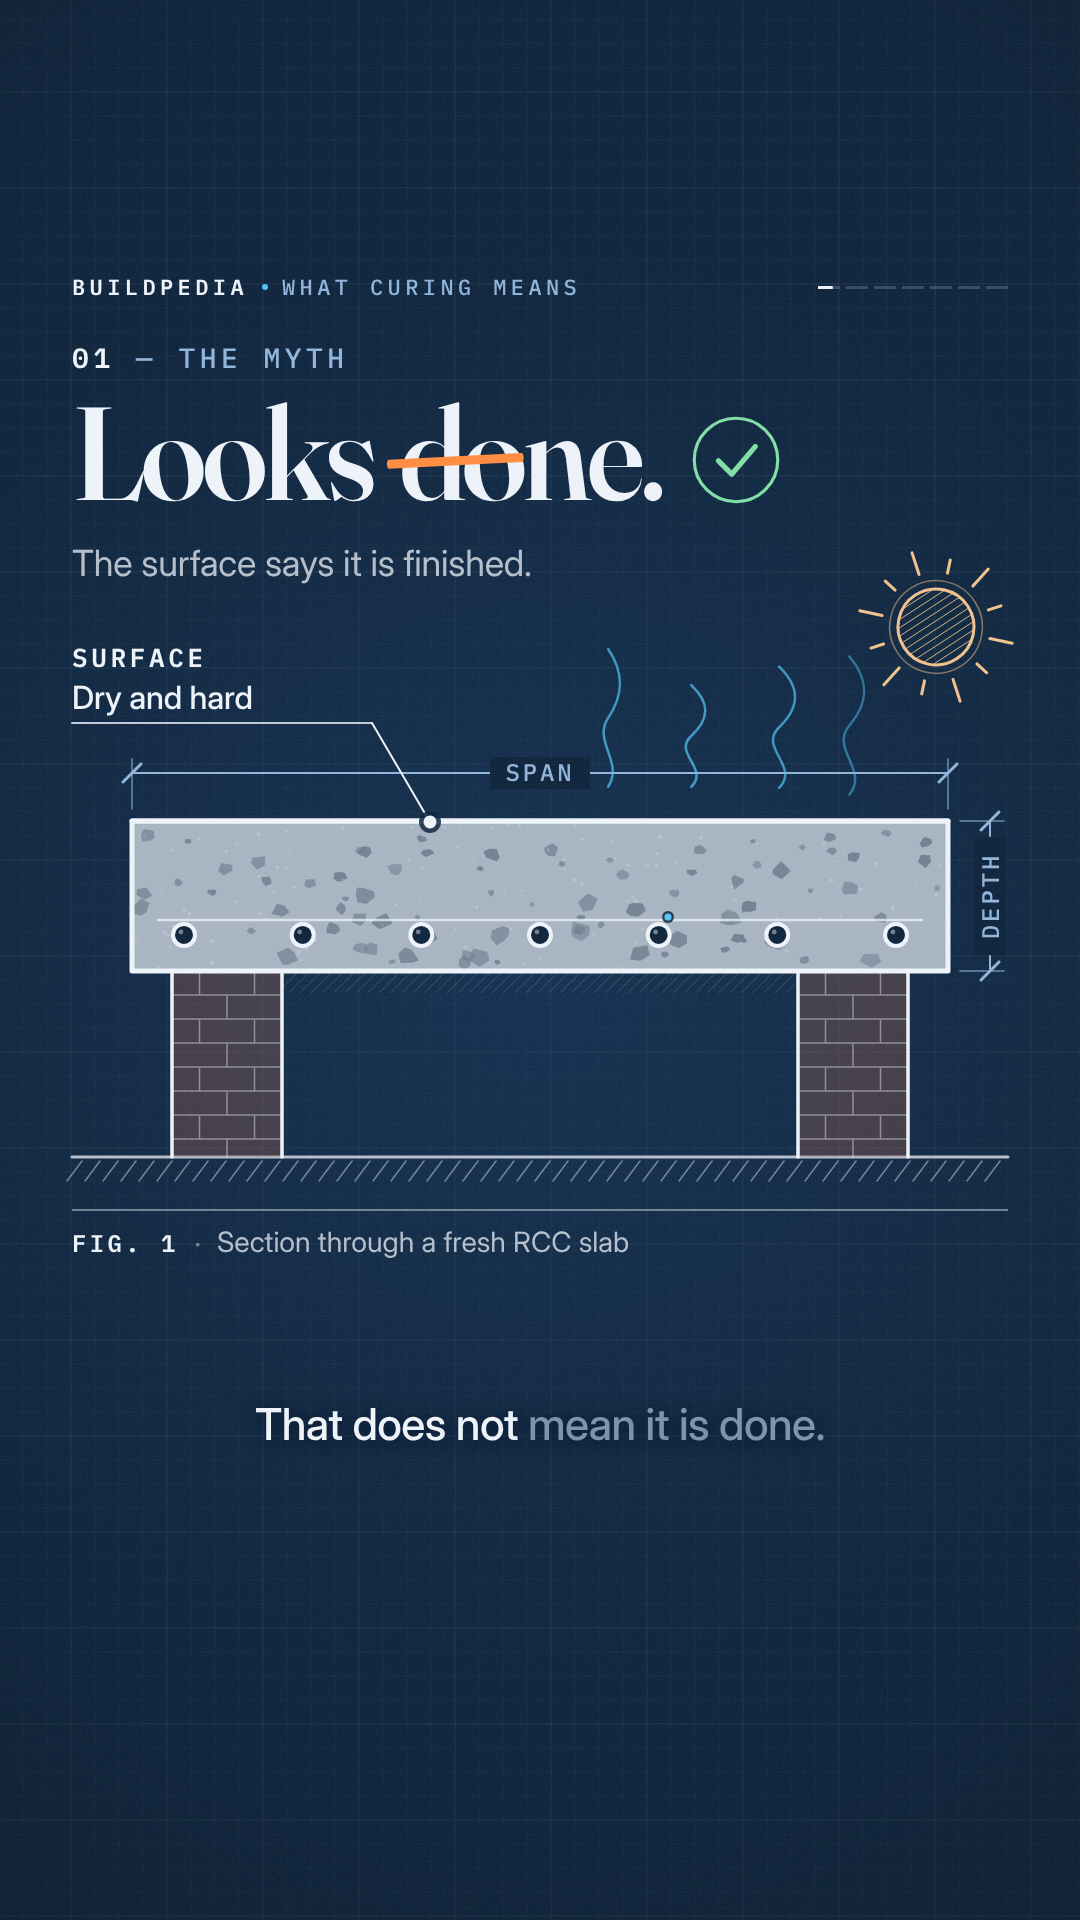 BUILDPEDIA • WHAT CURING MEANS
01 — THE MYTH
Looks done.
The surface says it is finished.
SURFACE
Dry and hard
SPAN
DEPTH
FIG. 1 · Section through a fresh RCC slab
That does not mean it is done.